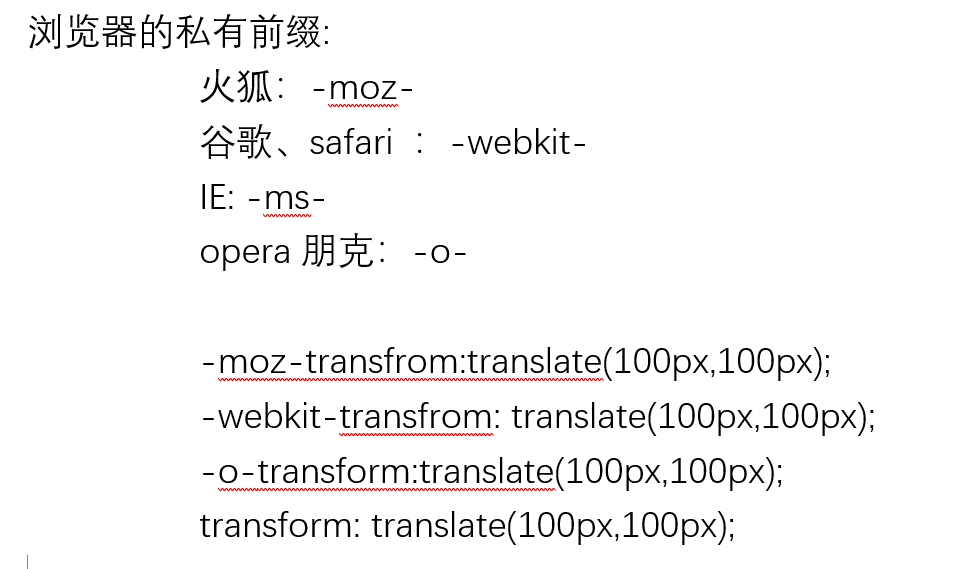 浏览器的私有前缀:
火狐： -moz-
谷歌、safari ： -webkit-
IE: -ms-
opera 朋克： -o-
-moz-transfrom:translate(100px,100px);
-webkit-transfrom: translate(100px,100px);
-o-transform:translate(100px,100px);
transform: translate(100px,100px);